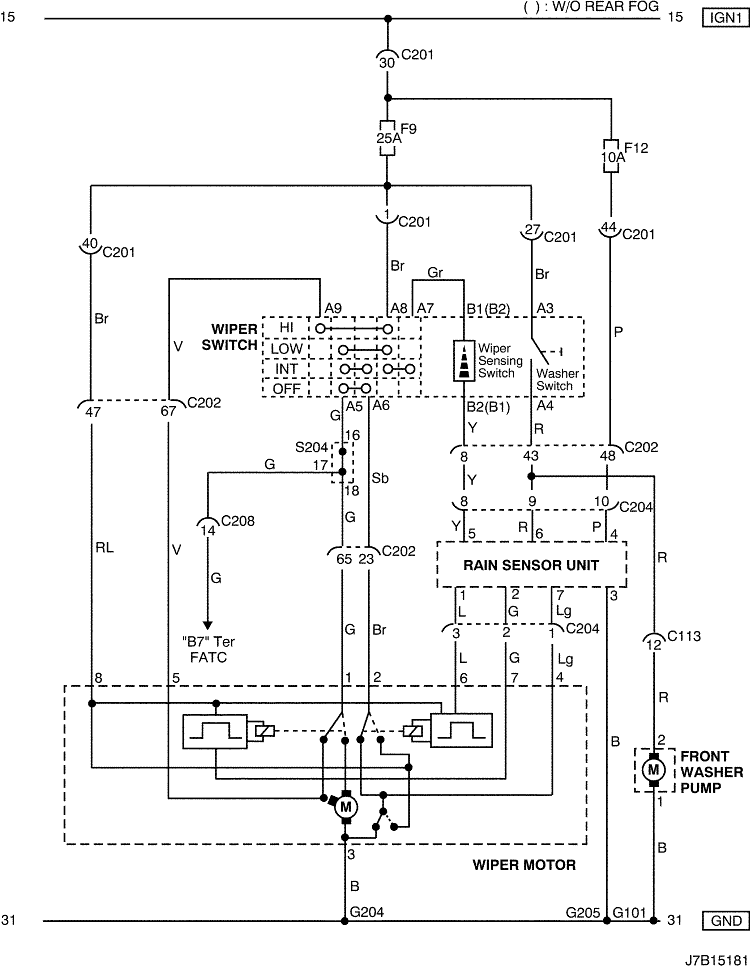 ( ) : W/O REAR FOG
15
15
IGN1
30
C201
F9
25A
F12
10A
40
C201
1
C201
27
C201
44
C201
Br
Br
Gr
Br
P
V
A9
A8
A7
B1(B2)
A3
WIPER
SWITCH
HI
LOW
INT
OFF
Wiper
Sensing
Switch
Washer
Switch
A5
A6
B2(B1)
A4
47
67
C202
G
Y
R
16
S204
17
18
G
8
43
48
C202
Sb
Y
8
9
10
C204
C208
14
G
Y
R
P
5
6
4
RL
V
65
23
C202
RAIN SENSOR UNIT
R
G
1
2
7
3
L
G
Lg
3
2
1
C204
C113
12
"B7" Ter
FATC
G
Br
L
G
Lg
8
5
1
2
6
7
4
R
B
2
M
FRONT
WASHER
PUMP
1
M
3
B
WIPER MOTOR
B
31
G204
G205
G101
31
GND
J7B15181